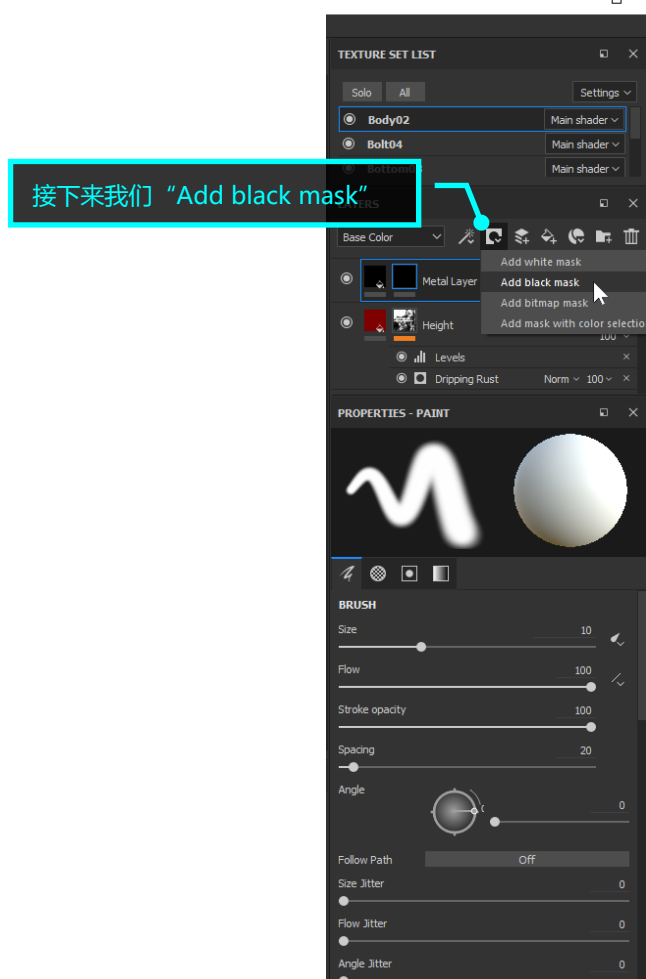 TEXTURE SET LIST
Solo All Settings
Body02 Main shader
Bolt04 Main shader
Main shader
接下来我们“Add black mask”
Base Color
Add white mask
Metal Layer Add black mask
Add bitmap mask
Height Add mask with color selectio
100
Levels
Dripping Rust Norm 100
PROPERTIES - PAINT
BRUSH
Size 10
Flow 100
Stroke opacity 100
Spacing 20
Angle 0
Follow Path Off
Size Jitter 0
Flow Jitter 0
Angle Jitter 0